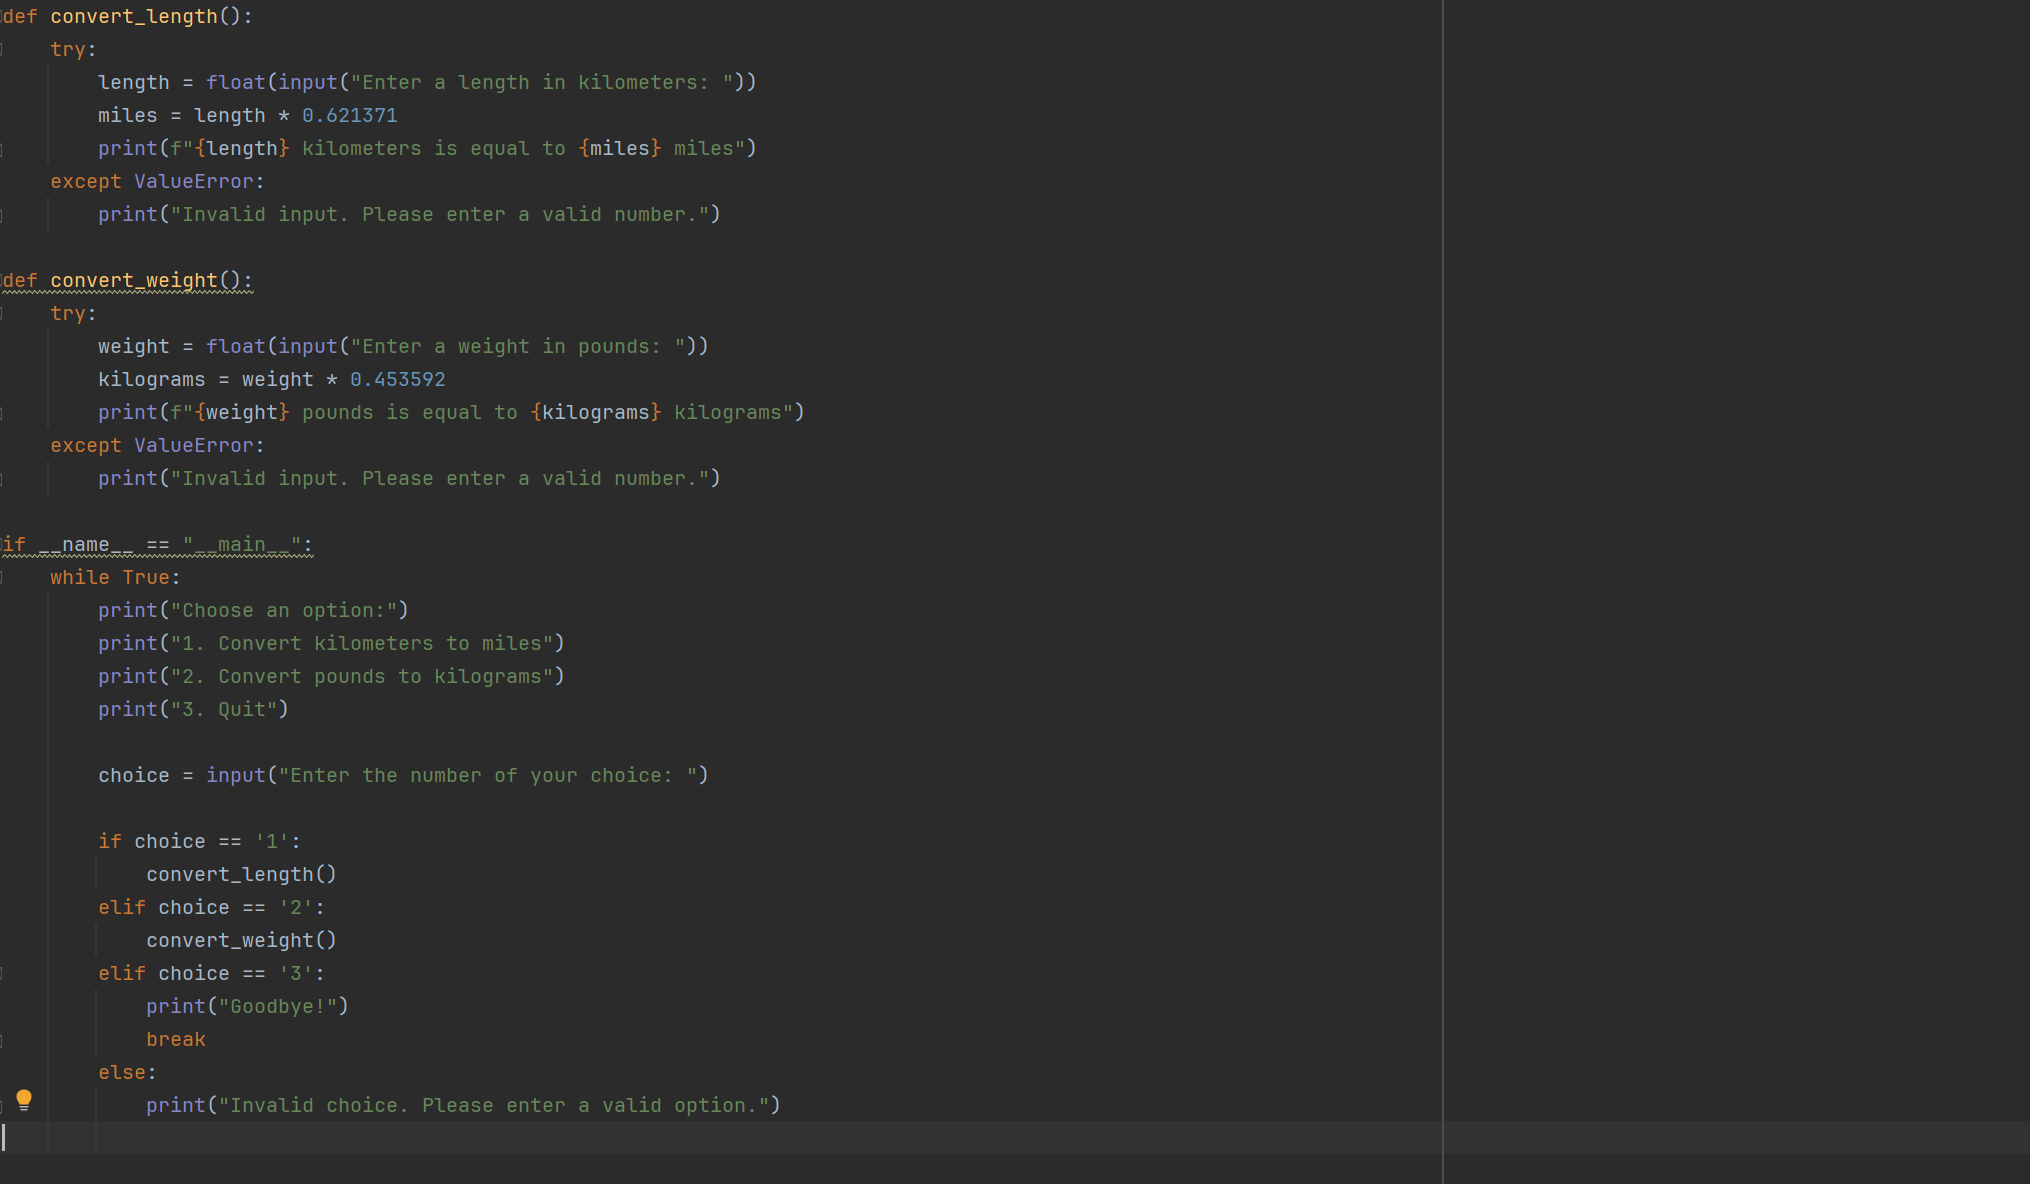 def convert_length():
    try:
        length = float(input("Enter a length in kilometers: "))
        miles = length * 0.621371
        print(f"{length} kilometers is equal to {miles} miles")
    except ValueError:
        print("Invalid input. Please enter a valid number.")

def convert_weight():
    try:
        weight = float(input("Enter a weight in pounds: "))
        kilograms = weight * 0.453592
        print(f"{weight} pounds is equal to {kilograms} kilograms")
    except ValueError:
        print("Invalid input. Please enter a valid number.")

if __name__ == "__main__":
    while True:
        print("Choose an option:")
        print("1. Convert kilometers to miles")
        print("2. Convert pounds to kilograms")
        print("3. Quit")

        choice = input("Enter the number of your choice: ")

        if choice == '1':
            convert_length()
        elif choice == '2':
            convert_weight()
        elif choice == '3':
            print("Goodbye!")
            break
        else:
            print("Invalid choice. Please enter a valid option.")